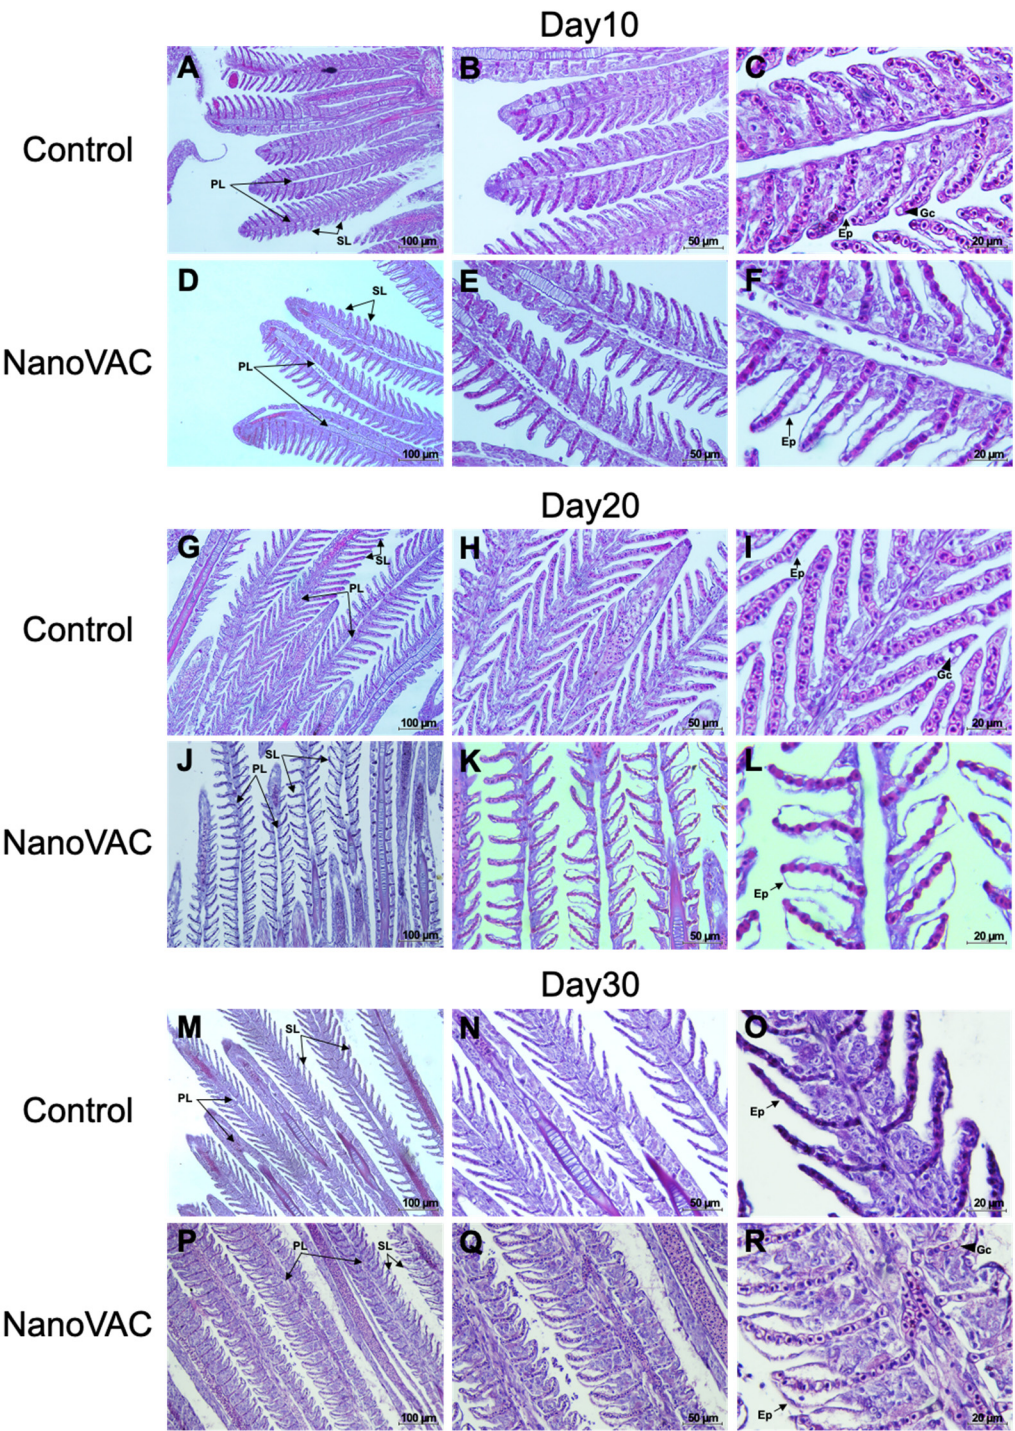 Day10
Control
A
PL
SL
100 µm
B
50 µm
C
Ep
Gc
20 µm
NanoVAC
D
SL
PL
100 µm
E
50 µm
F
Ep
20 µm
Day20
Control
G
SL
PL
100 µm
H
50 µm
I
Ep
Gc
20 µm
NanoVAC
J
SL
PL
100 µm
K
50 µm
L
Ep
20 µm
Day30
Control
M
SL
PL
100 µm
N
50 µm
O
Ep
20 µm
NanoVAC
P
PL
SL
100 µm
Q
50 µm
R
Gc
Ep
20 µm